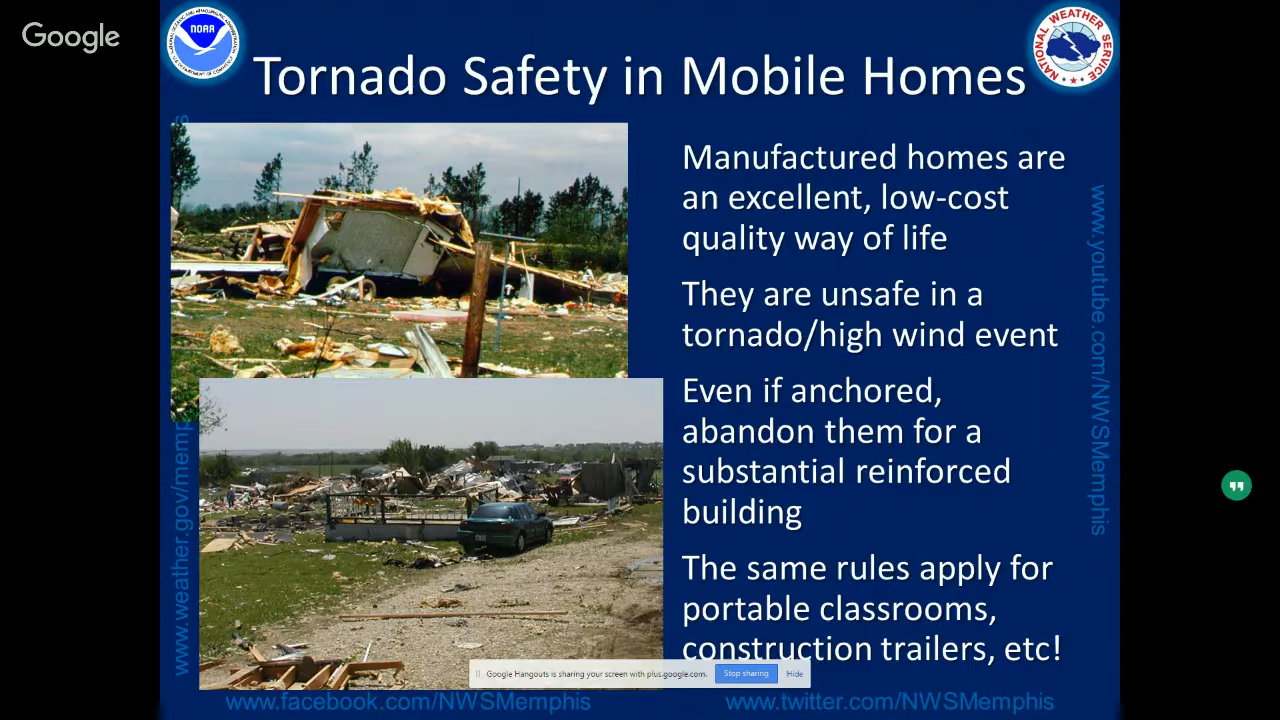 Google
NOAA
NATIONAL WEATHER SERVICE
Tornado Safety in Mobile Homes
Manufactured homes are
an excellent, low-cost
quality way of life
They are unsafe in a
tornado/high wind event
Even if anchored,
abandon them for a
substantial reinforced
building
The same rules apply for
portable classrooms,
construction trailers, etc!
www.weather.gov/memp
s
www.youtube.com/NWSMemphis
Google Hangouts is sharing your screen with plus.google.com.
Stop sharing
Hide
www.facebook.com/NWSMemphis
www.twitter.com/NWSMemphis